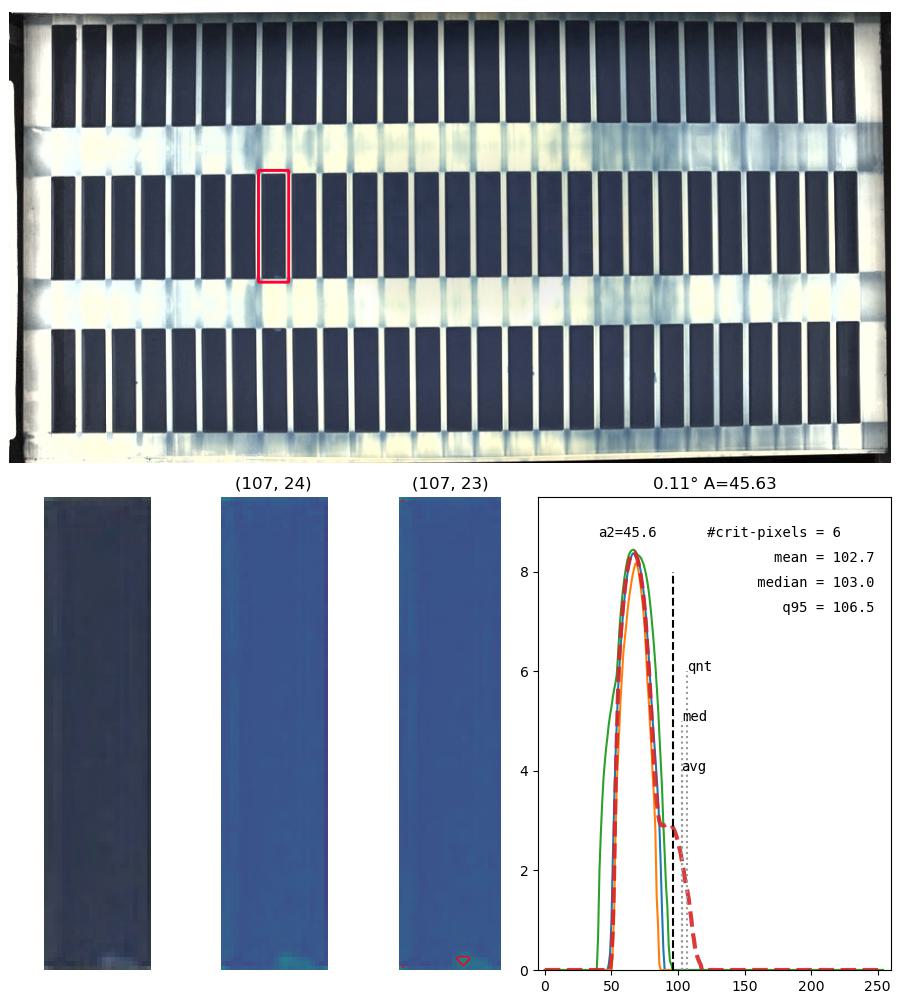 (107, 24)
(107, 23)
0.11° A=45.63
a2=45.6
#crit-pixels = 6
mean = 102.7
median = 103.0
q95 = 106.5
qnt
med
avg
8
6
4
2
0
0 50 100 150 200 250